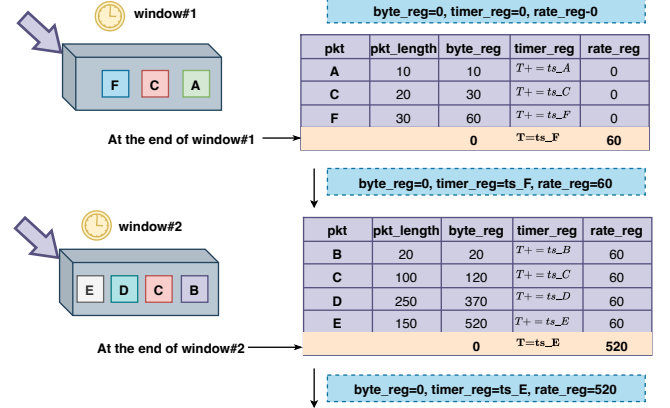 window#1
byte_reg=0, timer_reg=0, rate_reg-0
F C A
pkt pkt_length byte_reg timer_reg rate_reg
A 10 10 T+=ts_A 0
C 20 30 T+=ts_C 0
F 30 60 T+=ts_F 0
At the end of window#1 0 T=ts_F 60
byte_reg=0, timer_reg=ts_F, rate_reg=60
window#2
E D C B
pkt pkt_length byte_reg timer_reg rate_reg
B 20 20 T+=ts_B 60
C 100 120 T+=ts_C 60
D 250 370 T+=ts_D 60
E 150 520 T+=ts_E 60
At the end of window#2 0 T=ts_E 520
byte_reg=0, timer_reg=ts_E, rate_reg=520